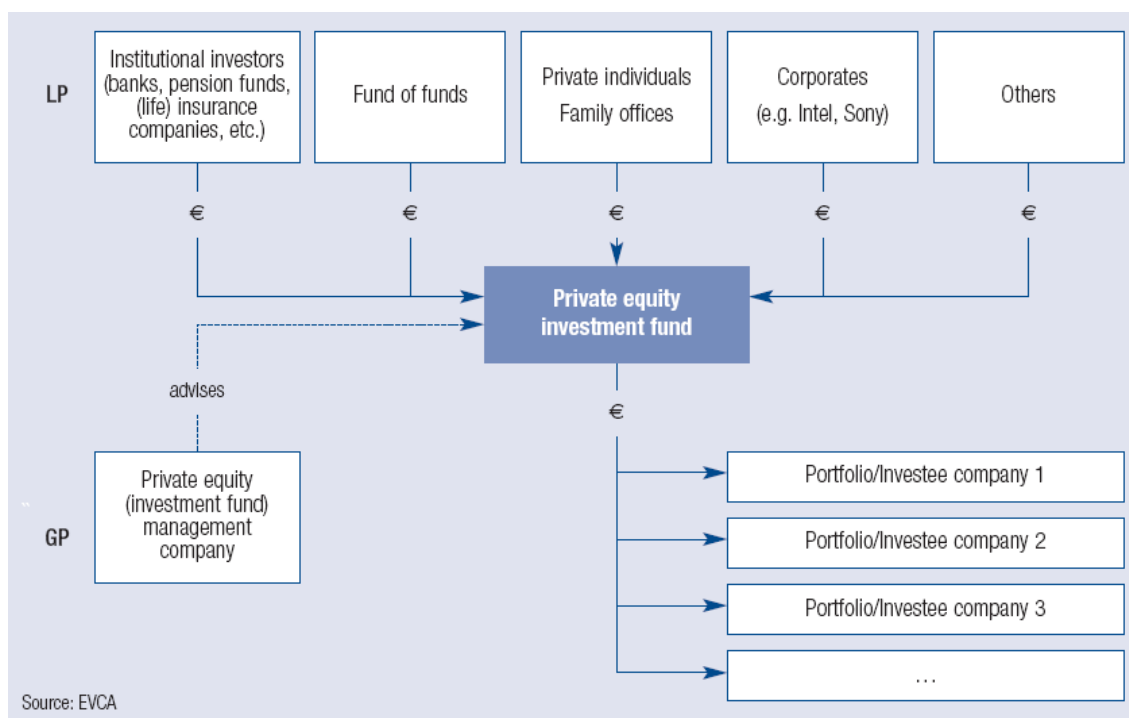 LP
Institutional investors
(banks, pension funds,
(life) insurance
companies, etc.)
Fund of funds
Private individuals
Family offices
Corporates
(e.g. Intel, Sony)
Others
€
€
€
€
€
Private equity
investment fund
advises
€
GP
Private equity
(investment fund)
management
company
Portfolio/Investee company 1
Portfolio/Investee company 2
Portfolio/Investee company 3
...
Source: EVCA